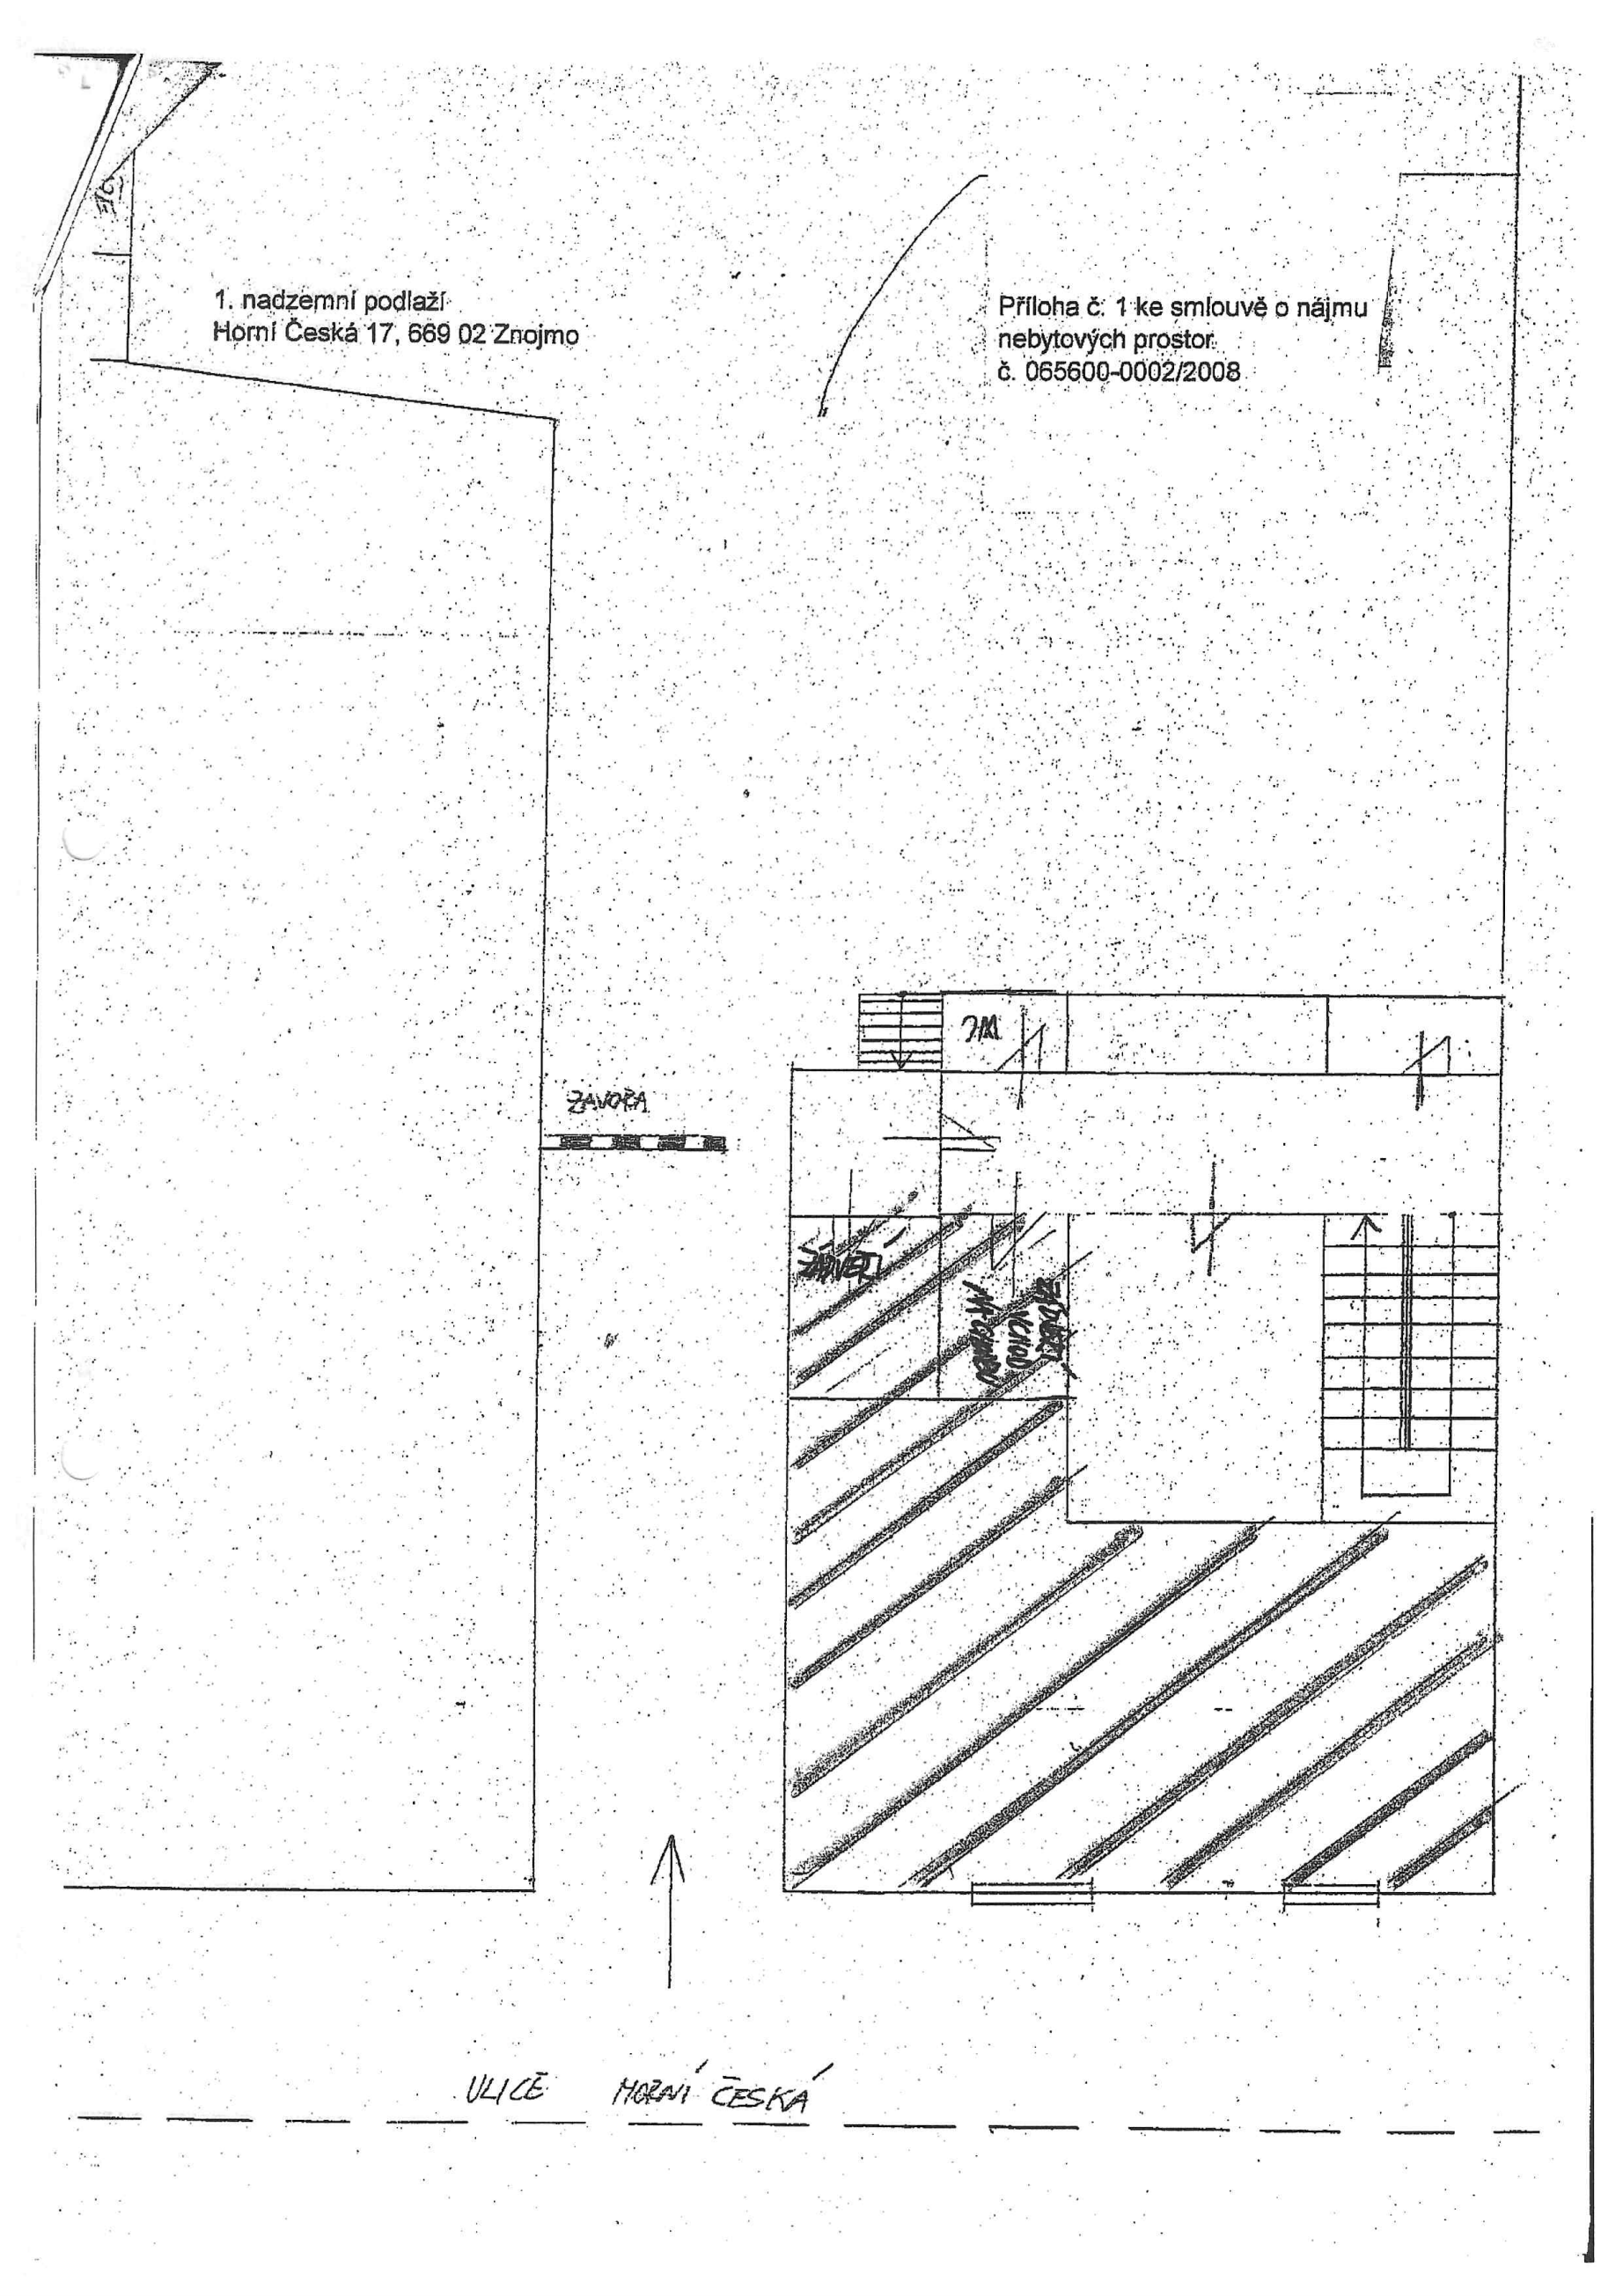 1. nadzemní podlaží
Horní Česká 17, 669 02 Znojmo
Příloha č. 1 ke smlouvě o nájmu
nebytových prostor
č. 065600-0002/2008
ZÁVORA
ZÁDVEŘÍ
VCHOD
ULICE HORNÍ ČESKÁ